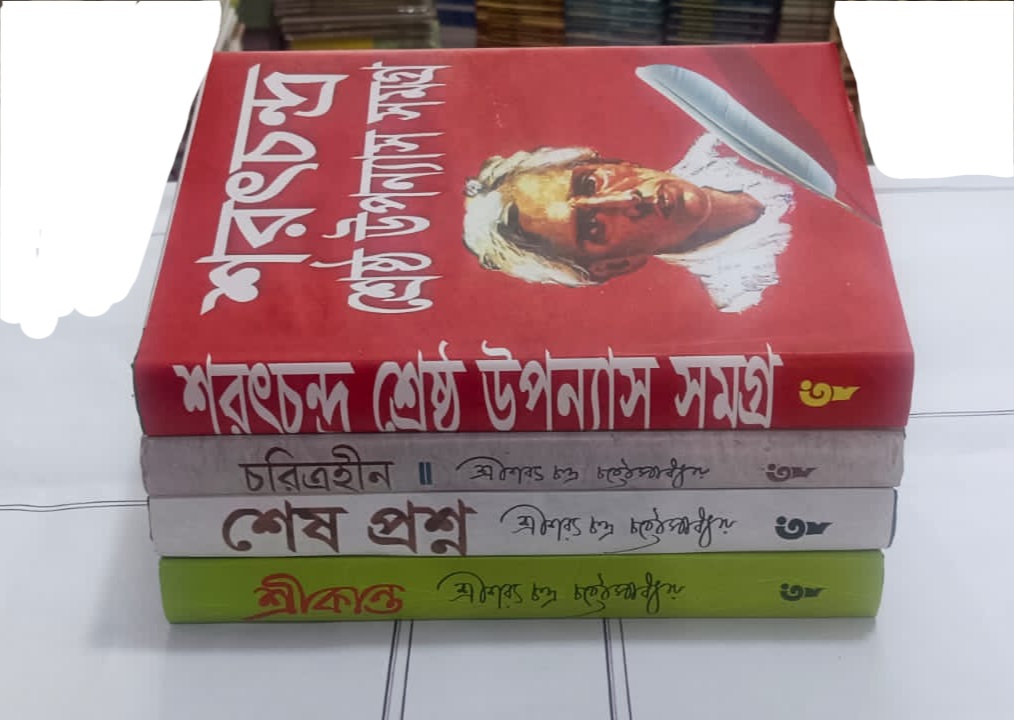 শরৎচন্দ্র
শ্রেষ্ঠ উপন্যাস সমগ্র
শরৎচন্দ্র শ্রেষ্ঠ উপন্যাস সমগ্র
চরিত্রহীন ॥ শ্রীশরৎ চন্দ্র চট্টোপাধ্যায়
শেষ প্রশ্ন শ্রীশরৎ চন্দ্র চট্টোপাধ্যায়
শ্রীকান্ত শ্রীশরৎ চন্দ্র চট্টোপাধ্যায়